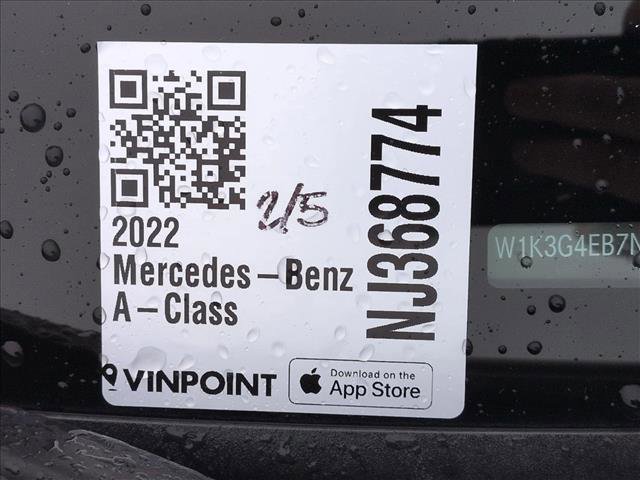 2/5
2022
Mercedes-Benz
A-Class
NJ368774
VINPOINT
Download on the
App Store
W1K3G4EB7N